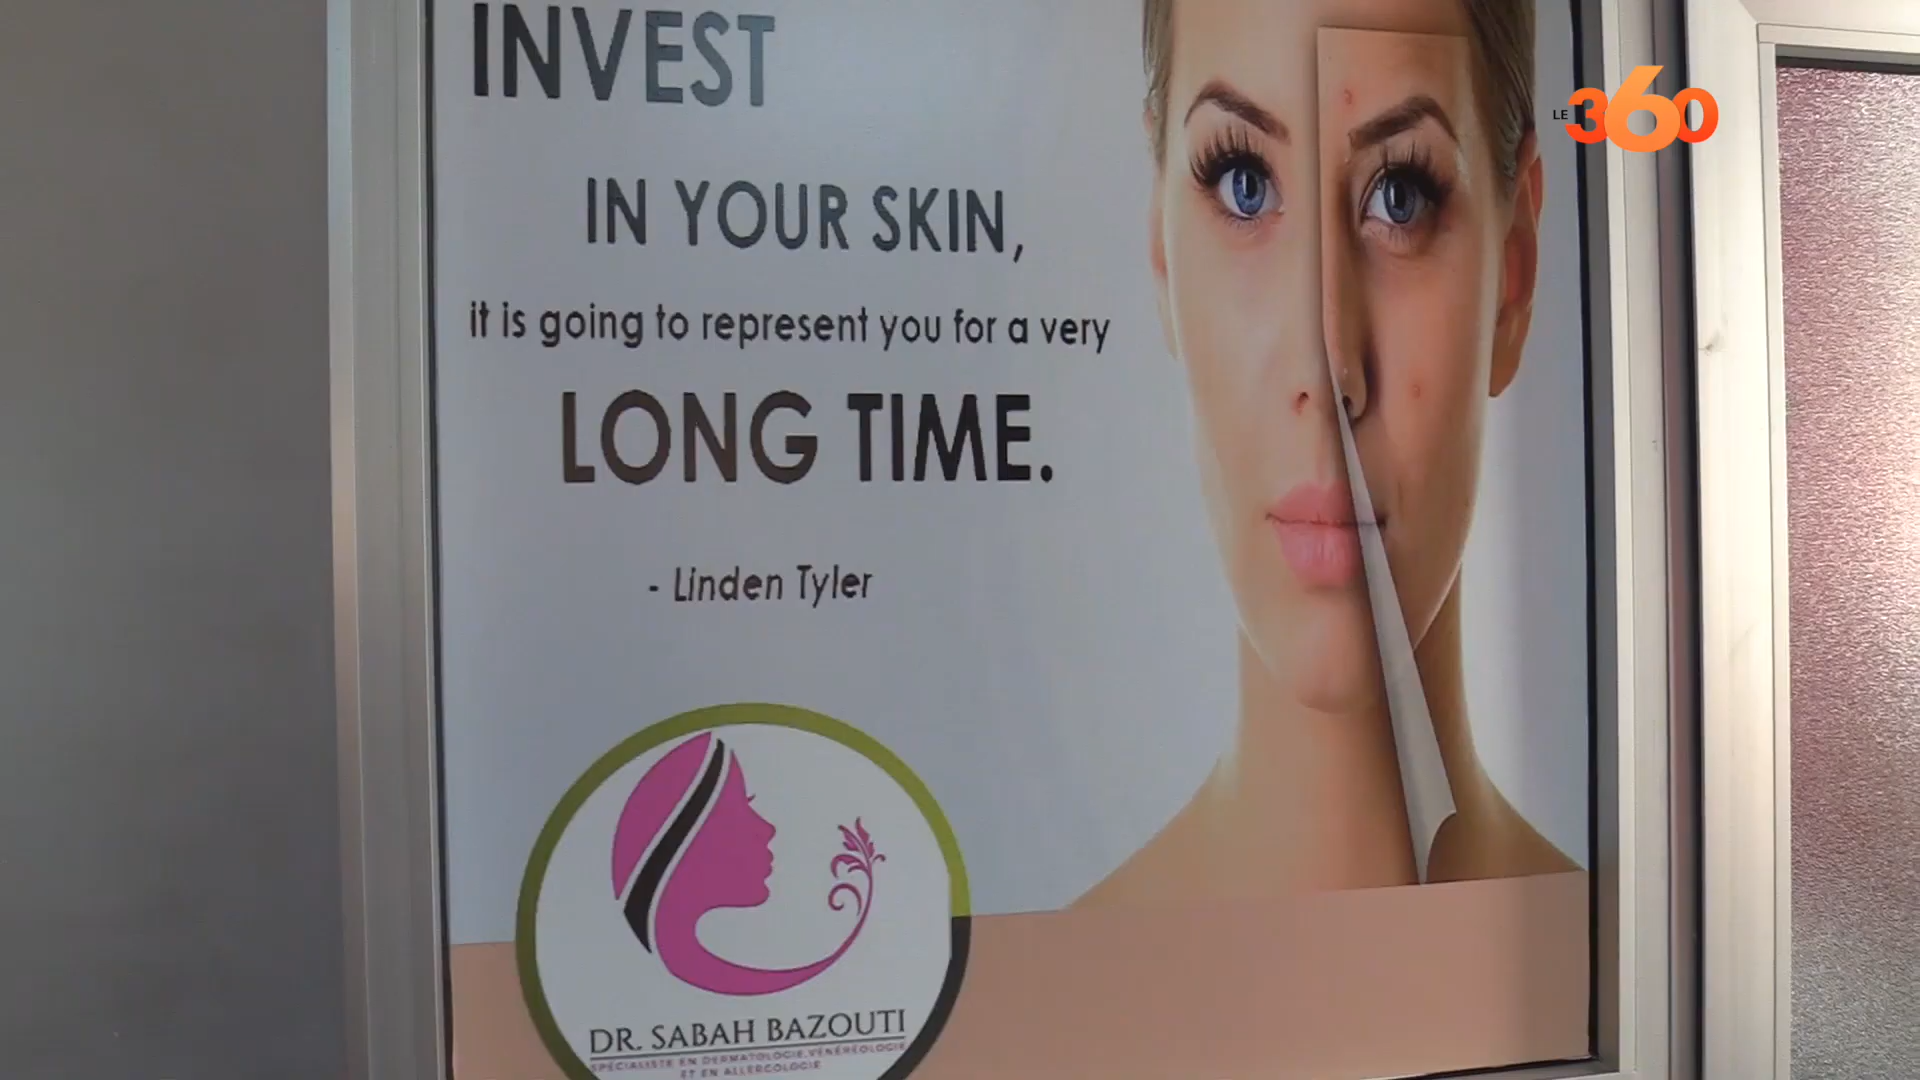 INVEST
LE 360
IN YOUR SKIN,
it is going to represent you for a very
LONG TIME.
- Linden Tyler
DR. SABAH BAZOUTI
SPÉCIALISTE EN DERMATOLOGIE, VÉNÉRÉOLOGIE
ET EN ALLERGOLOGIE